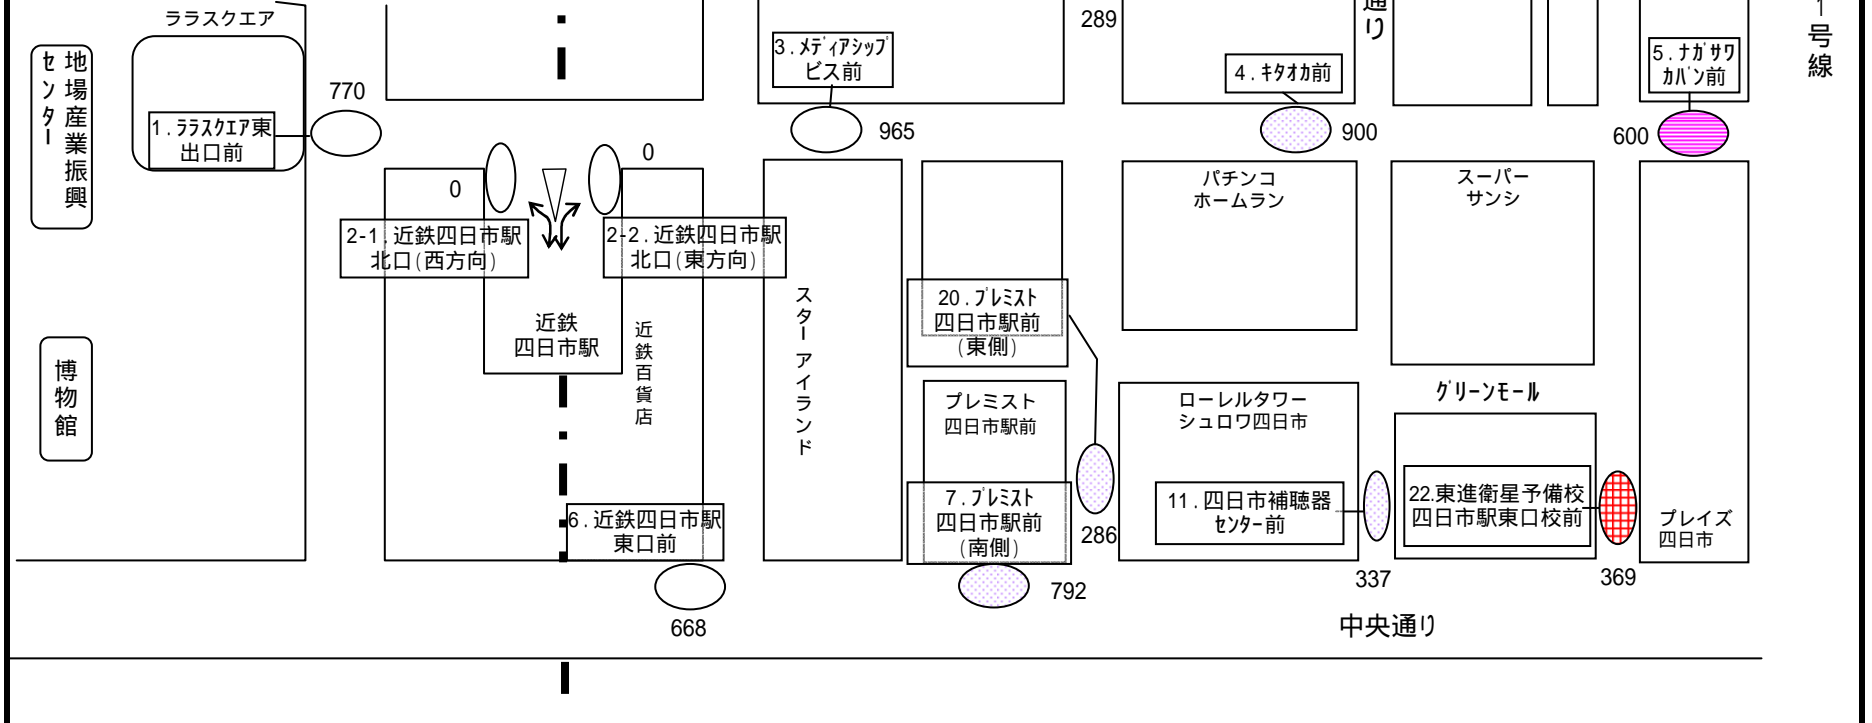 ララスクエア
地場産業振興
センター
770
1.ﾗﾗｽｸｴｱ東
出口前
3.ﾒﾃﾞｨｱｼｯﾌﾟ
ビス前
965
289
通り
4.ｷﾀｵｶ前
900
5.ﾅｶﾞｻﾜ
ｶﾊﾞﾝ前
600
1号線
0
0
2-1.近鉄四日市駅
北口(西方向)
2-2.近鉄四日市駅
北口(東方向)
近鉄
四日市駅
近鉄百貨店
スターアイランド
20.ﾌﾟﾚﾐｽﾄ
四日市駅前
(東側)
パチンコ
ホームラン
スーパー
サンシ
博物館
プレミスト
四日市駅前
ローレルタワー
シュロワ四日市
ｸﾞﾘｰﾝﾓｰﾙ
6.近鉄四日市駅
東口前
668
7.ﾌﾟﾚﾐｽﾄ
四日市駅前
(南側)
792
286
11.四日市補聴器
ｾﾝﾀｰ前
337
22.東進衛星予備校
四日市駅東口校前
369
プレイズ
四日市
中央通り